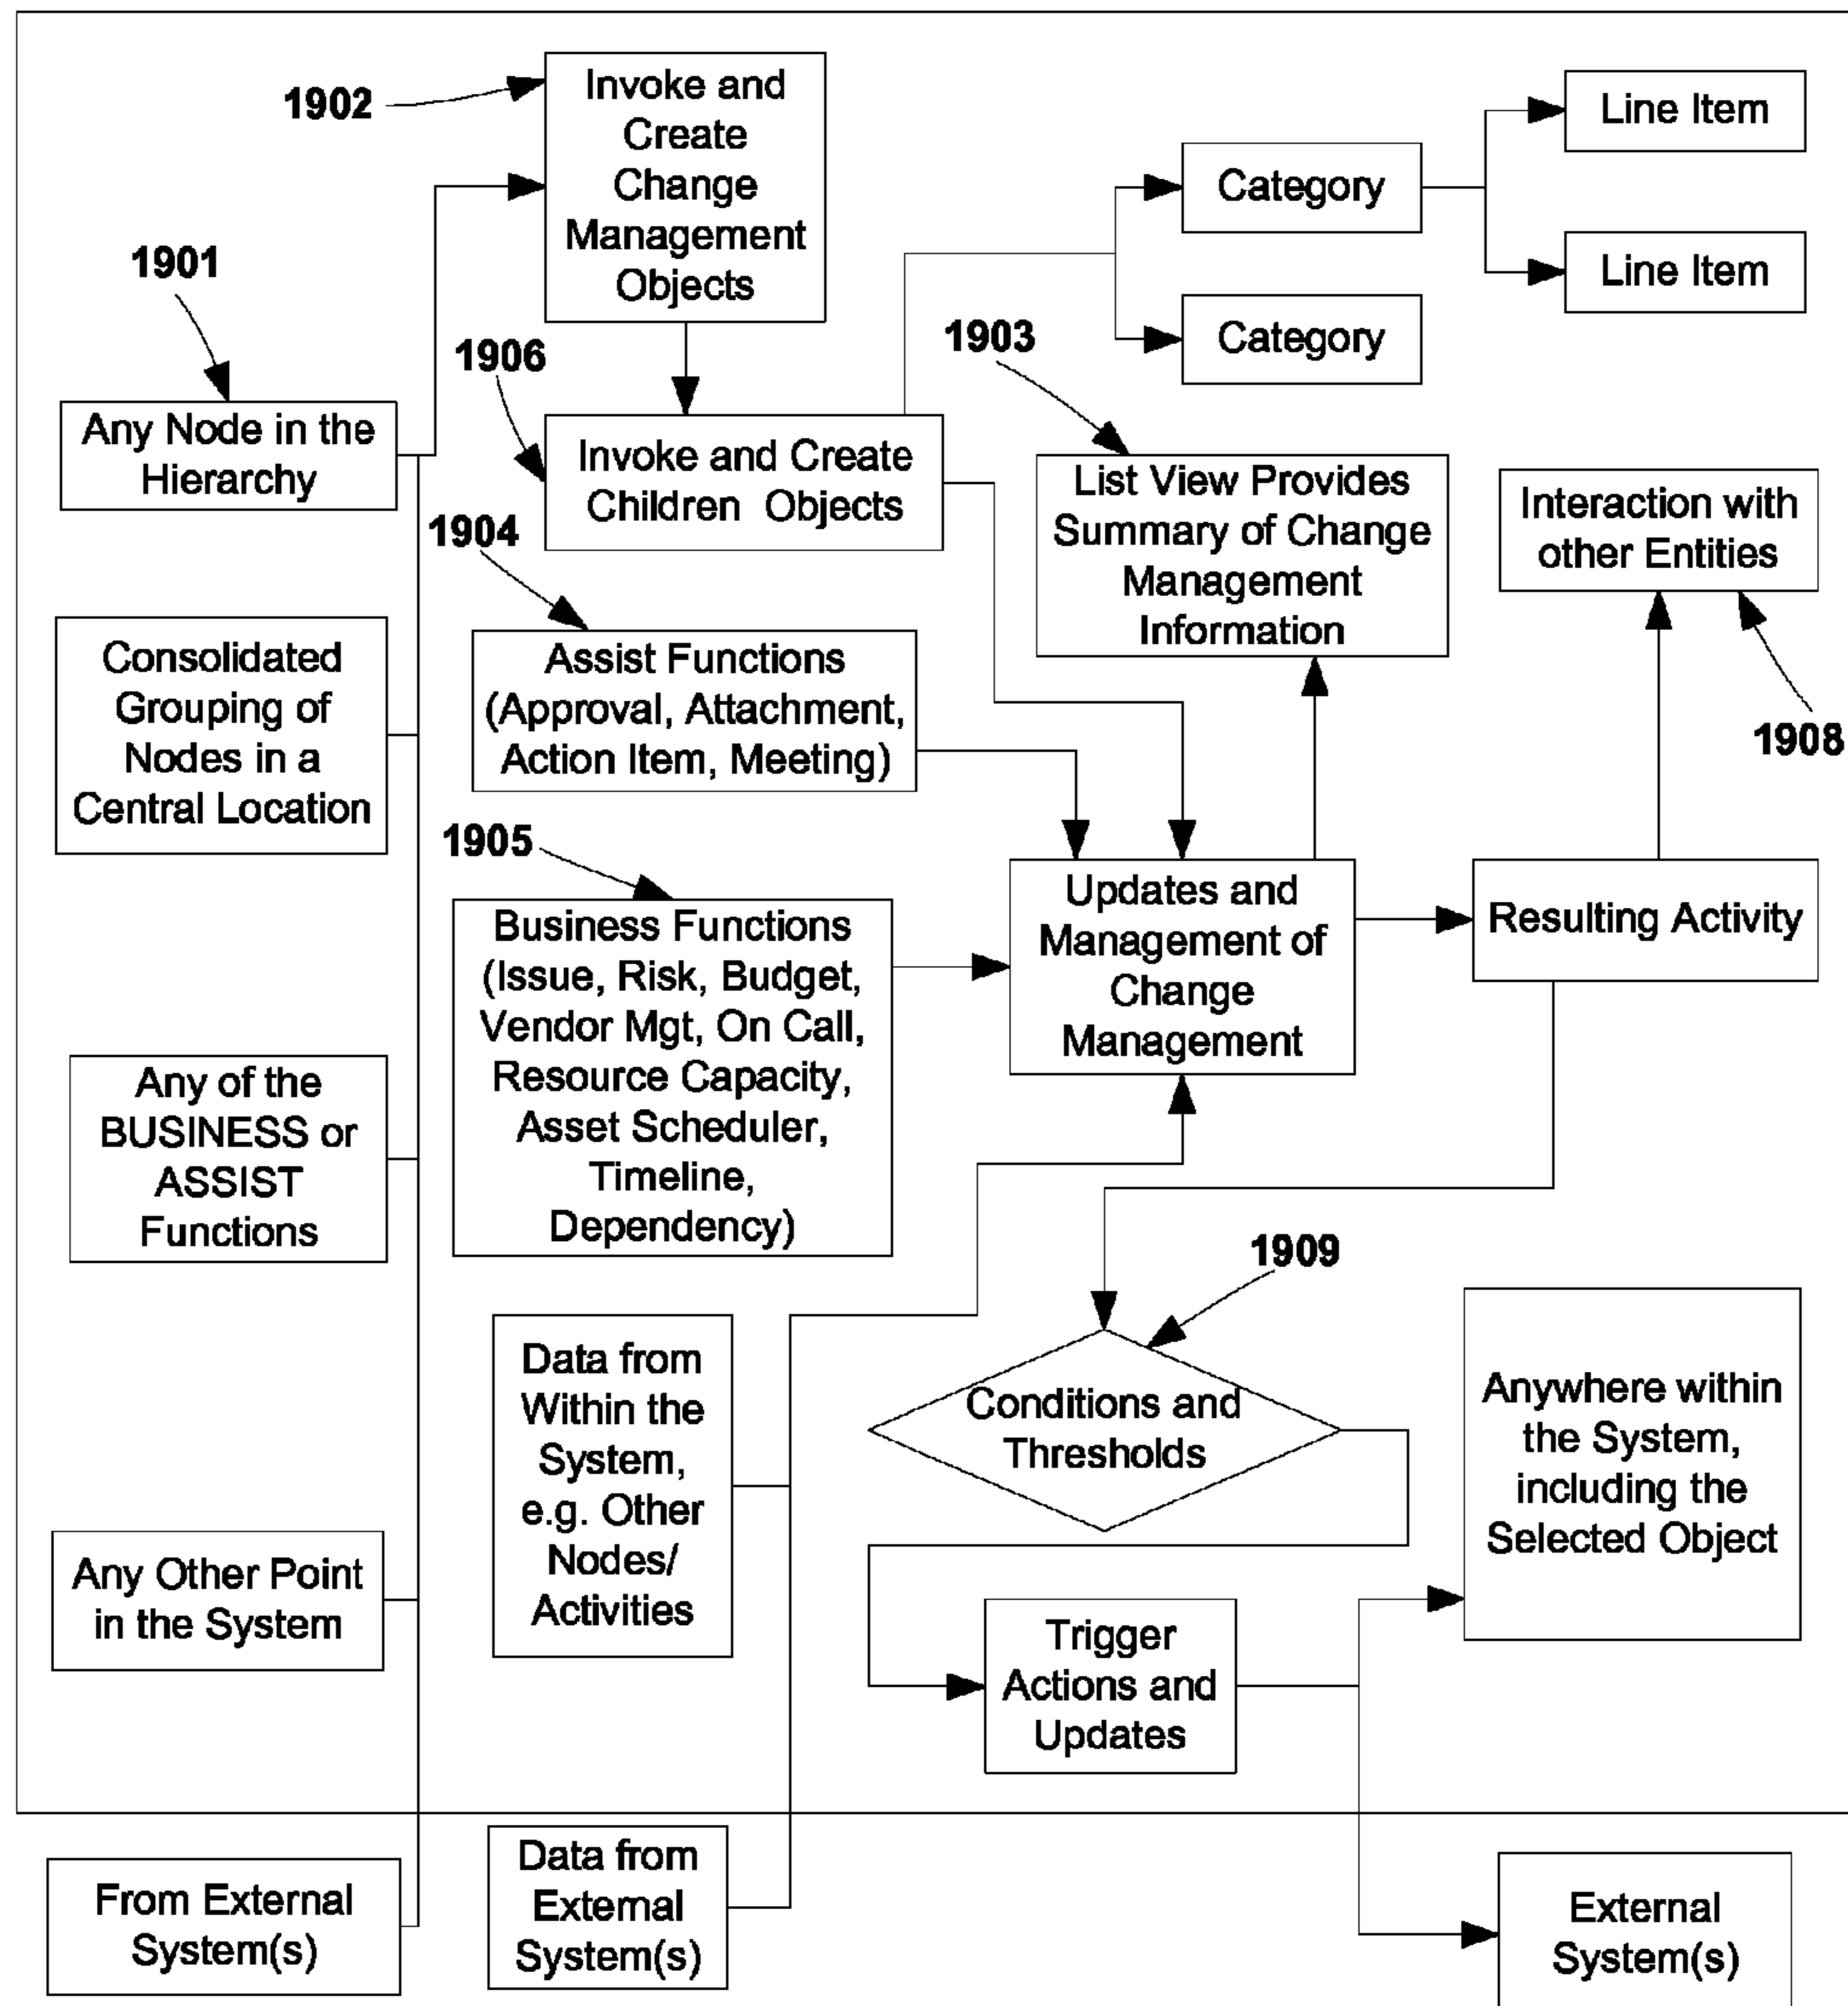 1902
Invoke and
Create
Change
Management
Objects
Line Item
Category
Line Item
Category
1901
1906
1903
Any Node in the
Hierarchy
Invoke and Create
Children Objects
List View Provides
Summary of Change
Management
Information
Interaction with
other Entities
1908
1904
Consolidated
Grouping of
Nodes in a
Central Location
Assist Functions
(Approval, Attachment,
Action Item, Meeting)
1905
Business Functions
(Issue, Risk, Budget,
Vendor Mgt, On Call,
Resource Capacity,
Asset Scheduler,
Timeline,
Dependency)
Updates and
Management of
Change
Management
Resulting Activity
Any of the
BUSINESS or
ASSIST
Functions
1909
Data from
Within the
System,
e.g. Other
Nodes/
Activities
Conditions and
Thresholds
Anywhere within
the System,
including the
Selected Object
Any Other Point
in the System
Trigger
Actions and
Updates
From External
System(s)
Data from
External
System(s)
External
System(s)